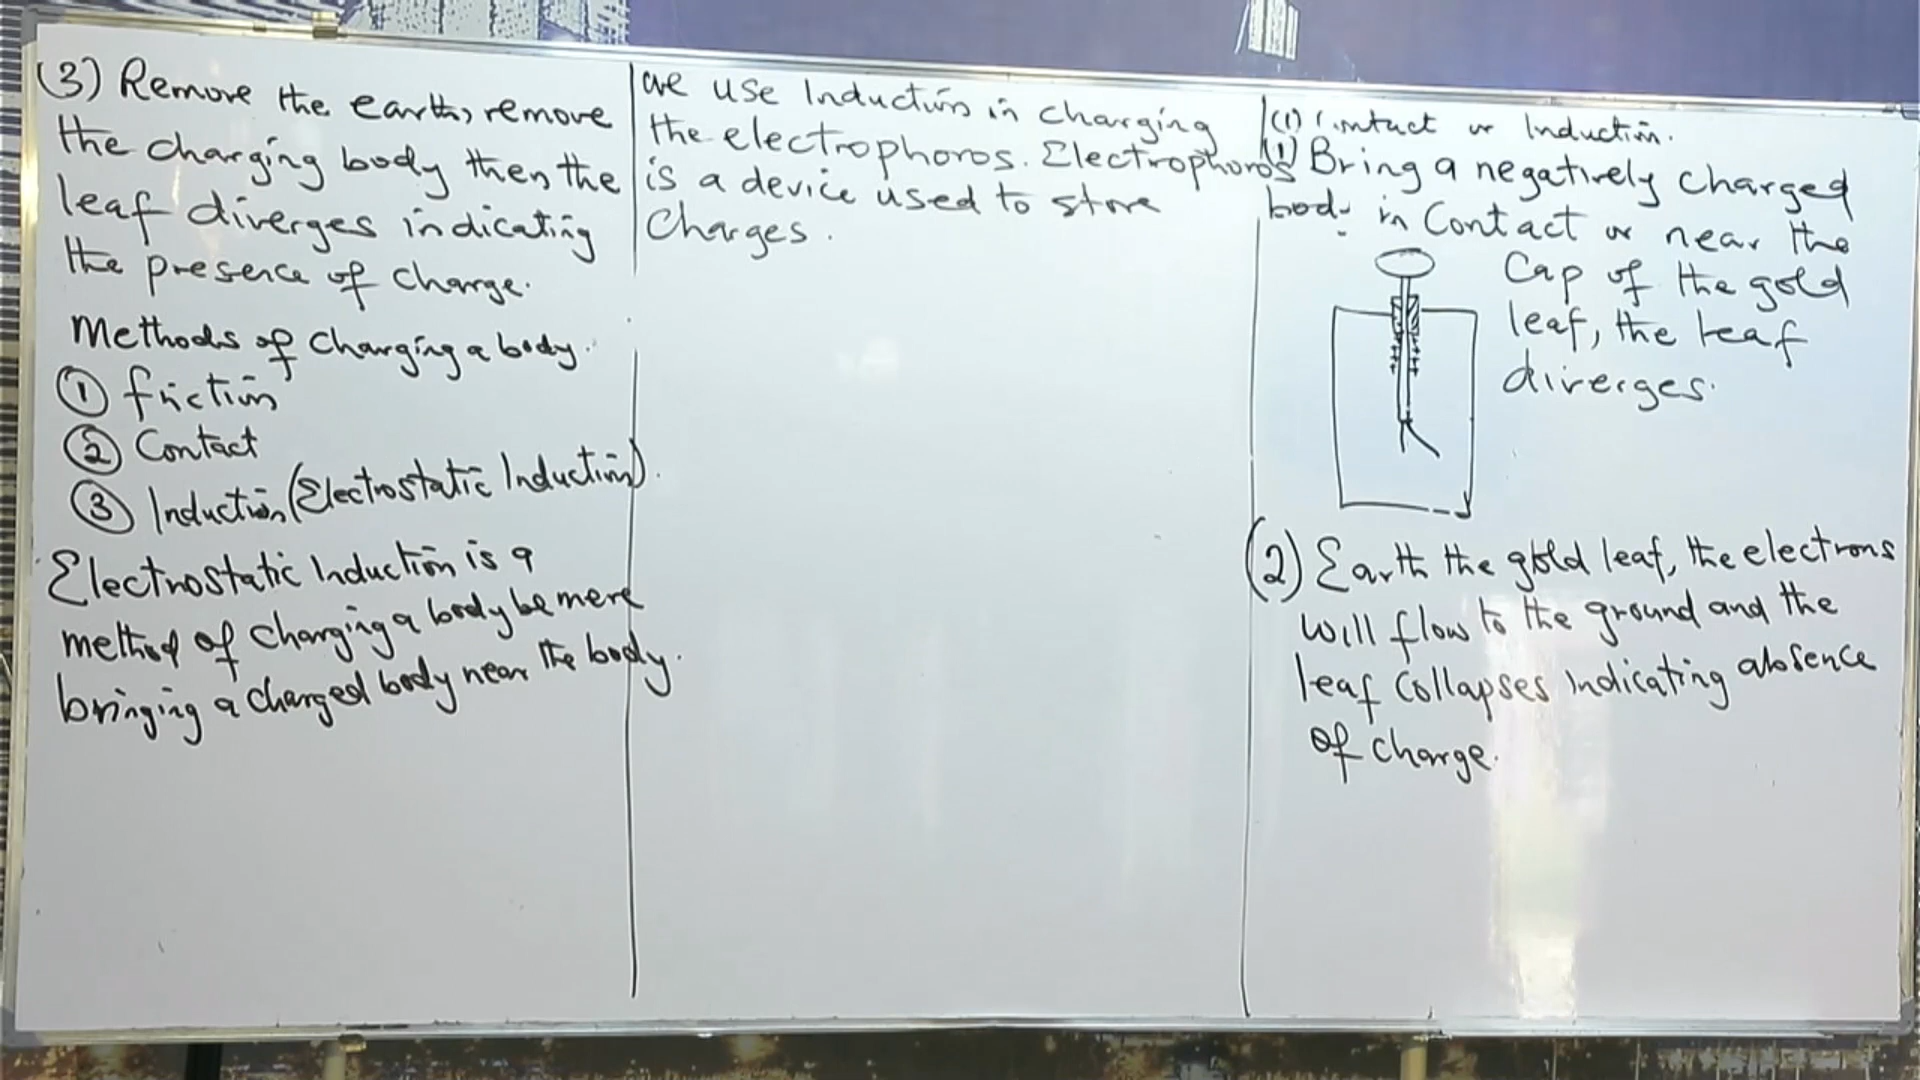 (3) Remove the earth, remove
the charging body then the
leaf diverges indicating
the presence of charge.
Methods of charging a body.
① friction
② Contact
③ Induction (Electrostatic Induction).
Electrostatic Induction is a
method of charging a body be mere
bringing a charged body near the body.
we use Induction in charging
the electrophoros. Electrophoros
is a device used to store
Charges.
(1) Contact or Induction.
(1) Bring a negatively charged
body in Contact or near the
Cap of the gold
leaf, the leaf
diverges.
(2) Earth the gold leaf, the electrons
will flow to the ground and the
leaf Collapses indicating absence
of charge.